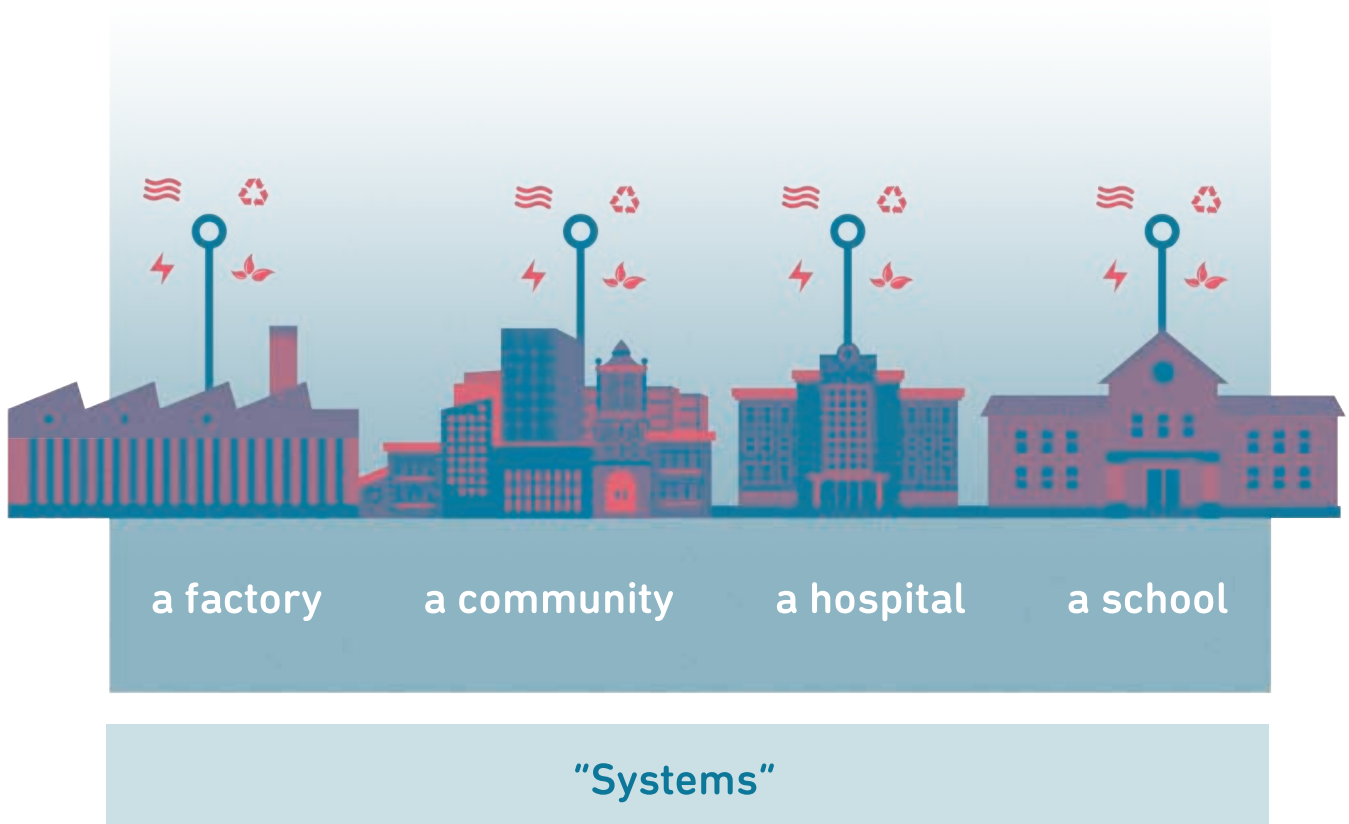 a factory
a community
a hospital
a school
”Systems“